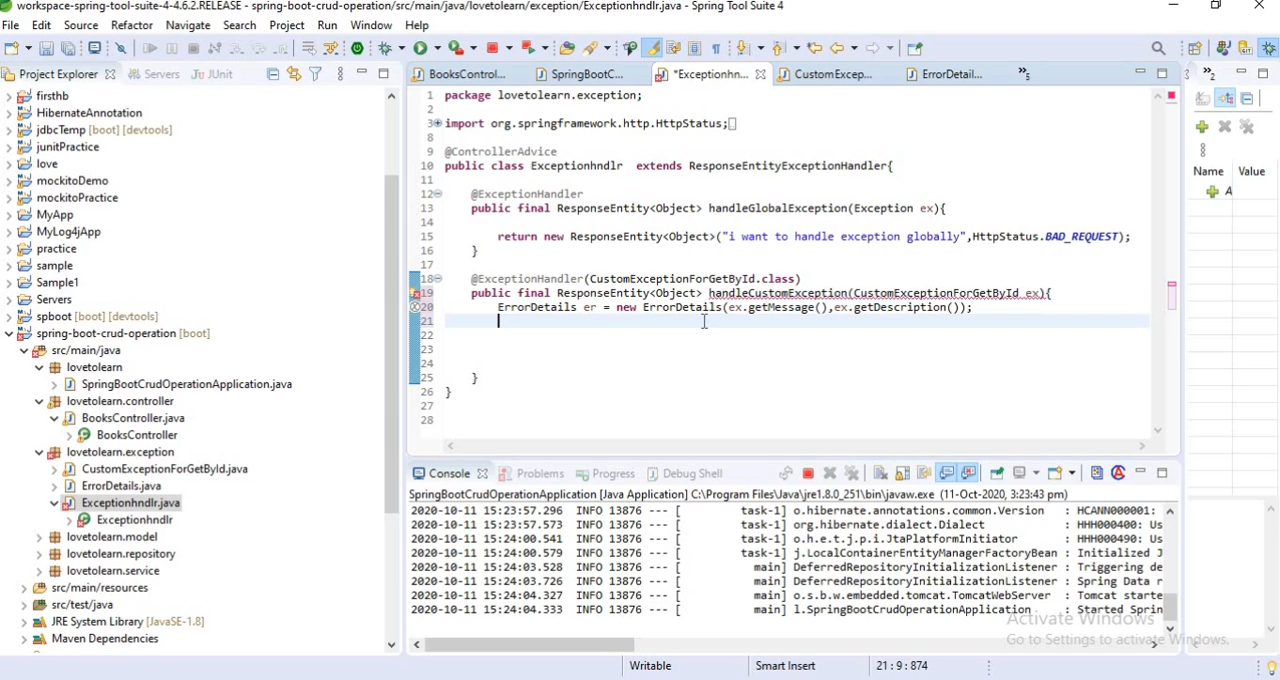 workspace-spring-tool-suite-4-4.6.2.RELEASE - spring-boot-crud-operation/src/main/java/lovetolearn/exception/Exceptionhndlr.java - Spring Tool Suite 4
File Edit Source Refactor Navigate Search Project Run Window Help
Project Explorer Servers JUnit
firsthb
HibernateAnnotation
jdbcTemp [boot] [devtools]
junitPractice
love
mockitoDemo
mockitoPractice
MyApp
MyLog4jApp
practice
sample
Sample1
Servers
spboot [boot] [devtools]
spring-boot-crud-operation [boot]
src/main/java
lovetolearn
SpringBootCrudOperationApplication.java
lovetolearn.controller
BooksController.java
BooksController
lovetolearn.exception
CustomExceptionForGetById.java
ErrorDetails.java
Exceptionhndlr.java
Exceptionhndlr
lovetolearn.model
lovetolearn.repository
lovetolearn.service
src/main/resources
src/test/java
JRE System Library [JavaSE-1.8]
Maven Dependencies
BooksControl... SpringBootC... *Exceptionhn... CustomExcep... ErrorDetail... »5
1 package lovetolearn.exception;
2
3 import org.springframework.http.HttpStatus;
8
9 @ControllerAdvice
10 public class Exceptionhndlr  extends ResponseEntityExceptionHandler{
11
12 @ExceptionHandler
13 public final ResponseEntity<Object> handleGlobalException(Exception ex){
14
15 return new ResponseEntity<Object>("i want to handle exception globally",HttpStatus.BAD_REQUEST);
16 }
17
18 @ExceptionHandler(CustomExceptionForGetById.class)
19 public final ResponseEntity<Object> handleCustomException(CustomExceptionForGetById ex){
20 ErrorDetails er = new ErrorDetails(ex.getMessage(),ex.getDescription());
21
22
23
24
25 }
26 }
27
28
»2
Name Value
A
Console Problems Progress Debug Shell
SpringBootCrudOperationApplication [Java Application] C:\Program Files\Java\jre1.8.0_251\bin\javaw.exe (11-Oct-2020, 3:23:43 pm)
2020-10-11 15:23:57.296 INFO 13876 --- [ task-1] o.hibernate.annotations.common.Version : HCANN000001:
2020-10-11 15:23:57.573 INFO 13876 --- [ task-1] org.hibernate.dialect.Dialect : HHH000400: Us
2020-10-11 15:24:00.541 INFO 13876 --- [ task-1] o.h.e.t.j.p.i.JtaPlatformInitiator : HHH000490: Us
2020-10-11 15:24:00.579 INFO 13876 --- [ task-1] j.LocalContainerEntityManagerFactoryBean : Initialized J
2020-10-11 15:24:03.528 INFO 13876 --- [ main] DeferredRepositoryInitializationListener : Triggering de
2020-10-11 15:24:03.726 INFO 13876 --- [ main] DeferredRepositoryInitializationListener : Spring Data r
2020-10-11 15:24:04.327 INFO 13876 --- [ main] o.s.b.w.embedded.tomcat.TomcatWebServer : Tomcat starte
2020-10-11 15:24:04.333 INFO 13876 --- [ main] l.SpringBootCrudOperationApplication : Started Sprin
Activate Windows
Go to Settings to activate Windows.
Writable Smart Insert 21 : 9 : 874